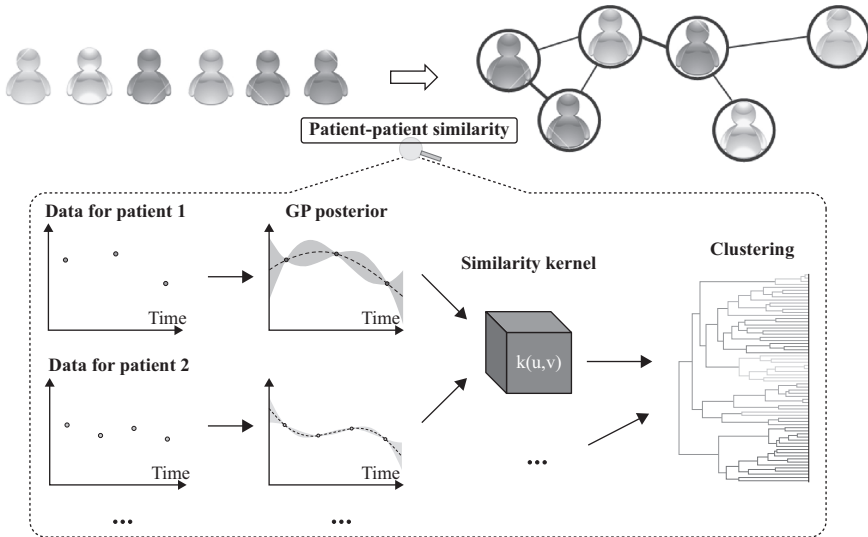 Patient-patient similarity
Data for patient 1
GP posterior
Similarity kernel
Clustering
Time
Time
k(u,v)
Data for patient 2
Time
Time
...
...
...